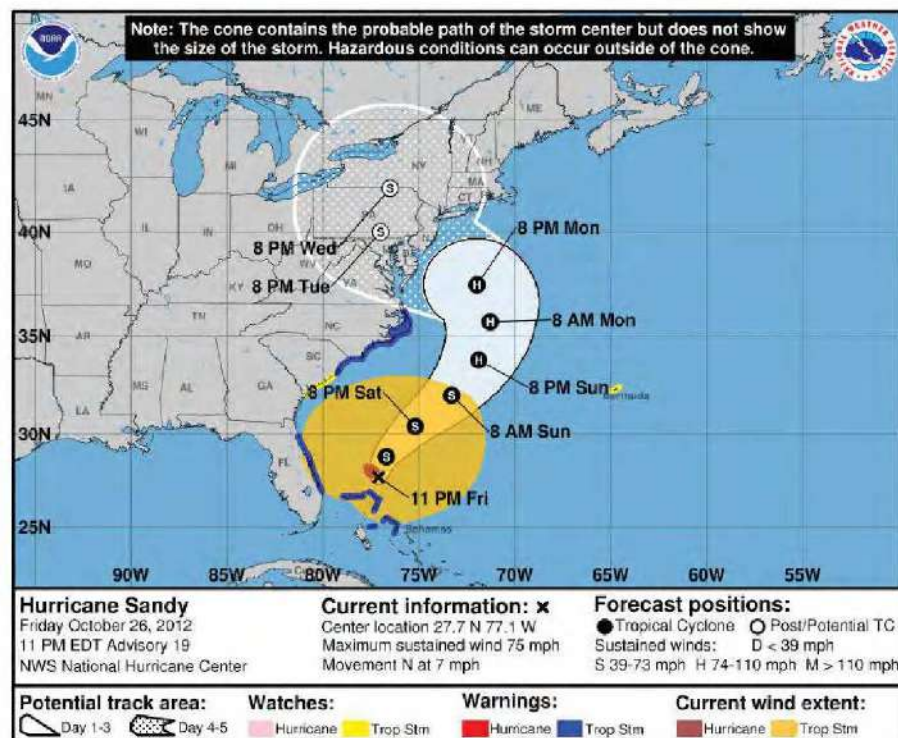 Note: The cone contains the probable path of the storm center but does not show
the size of the storm. Hazardous conditions can occur outside of the cone.
NOAA
MN
ME
45N
WI
NY
NH
MI
MA
IA
CT
PA
40N
OH
8 PM Mon
IL
IN
8 PM Wed
MO
WV
8 PM Tue
VA
KY
8 AM Mon
TN
NC
35N
AR
SC
8 PM Sun
MS
AL
GA
8 PM Sat
Bermuda
LA
8 AM Sun
30N
FL
11 PM Fri
25N
Bahamas
90W
85W
80W
75W
70W
65W
60W
55W
Hurricane Sandy
Friday October 26, 2012
11 PM EDT Advisory 19
NWS National Hurricane Center
Current information: ×
Center location 27.7 N 77.1 W
Maximum sustained wind 75 mph
Movement N at 7 mph
Forecast positions:
● Tropical Cyclone ○ Post/Potential TC
Sustained winds: D < 39 mph
S 39-73 mph H 74-110 mph M > 110 mph
Potential track area:
Day 1-3 Day 4-5
Watches:
Hurricane Trop Stm
Warnings:
Hurricane Trop Stm
Current wind extent:
Hurricane Trop Stm